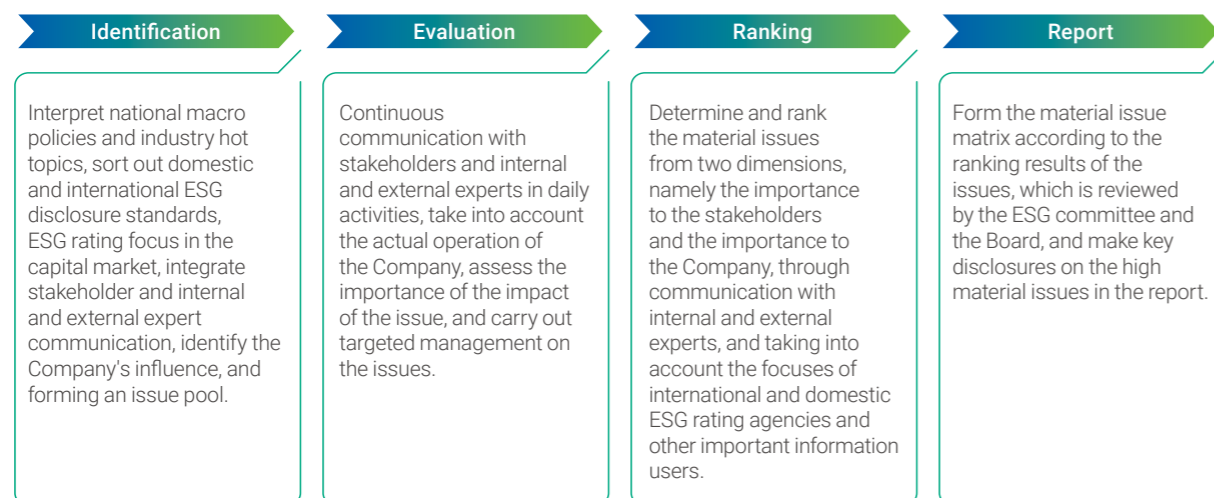 Identification
Interpret national macro
policies and industry hot
topics, sort out domestic
and international ESG
disclosure standards,
ESG rating focus in the
capital market, integrate
stakeholder and internal
and external expert
communication, identify the
Company's influence, and
forming an issue pool.
Evaluation
Continuous
communication with
stakeholders and internal
and external experts in daily
activities, take into account
the actual operation of
the Company, assess the
importance of the impact
of the issue, and carry out
targeted management on
the issues.
Ranking
Determine and rank
the material issues
from two dimensions,
namely the importance
to the stakeholders
and the importance to
the Company, through
communication with
internal and external
experts, and taking into
account the focuses of
international and domestic
ESG rating agencies and
other important information
users.
Report
Form the material issue
matrix according to the
ranking results of the
issues, which is reviewed
by the ESG committee and
the Board, and make key
disclosures on the high
material issues in the report.